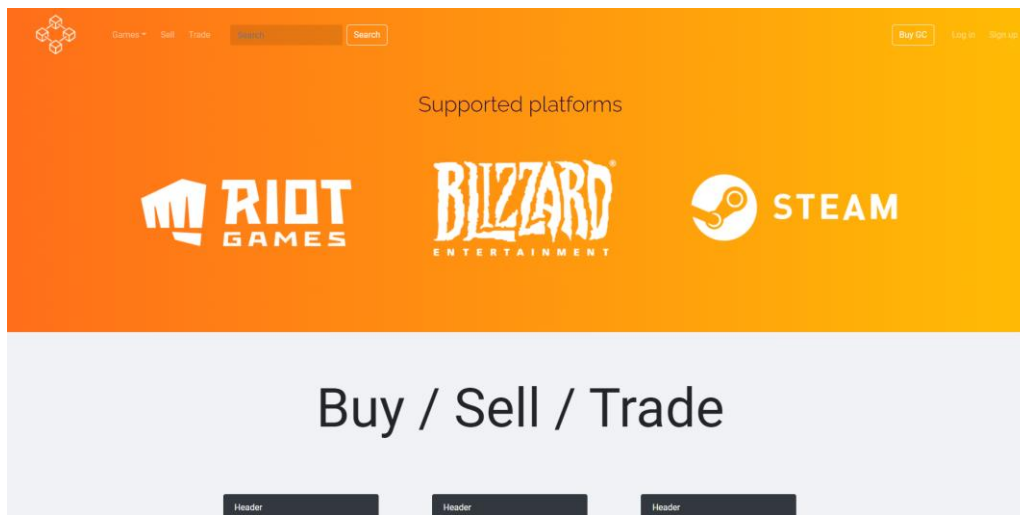 Games Sell Trade Search Search Buy GC Log in Sign up
Supported platforms
RIOT
GAMES
BLIZZARD®
ENTERTAINMENT
STEAM
Buy / Sell / Trade
Header Header Header